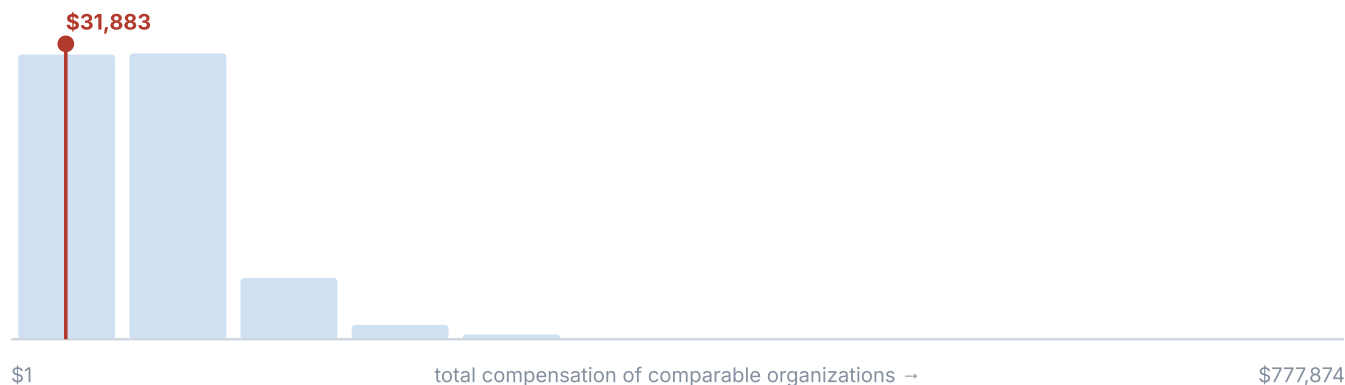 $31,883
$1 total compensation of comparable organizations → $777,874